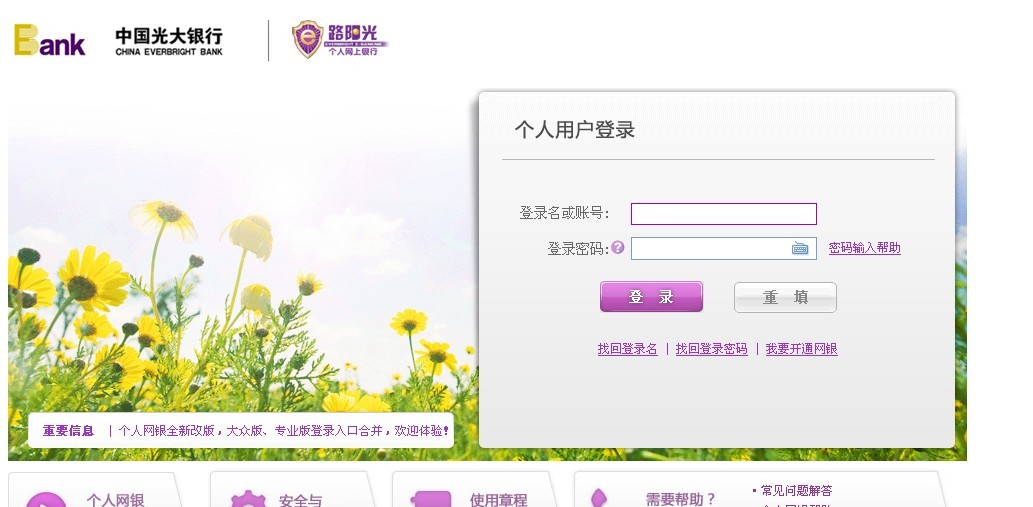 Bank
中国光大银行
CHINA EVERBRIGHT BANK
路阳光
EVERBRIGHT E-BANKING
个人网上银行
个人用户登录
登录名或账号:
登录密码:? 密码输入帮助
登 录 重 填
找回登录名 | 找回登录密码 | 我要开通网银
重要信息 | 个人网银全新改版，大众版、专业版登录入口合并，欢迎体验!
个人网银 安全与 使用章程 需要帮助？ • 常见问题解答